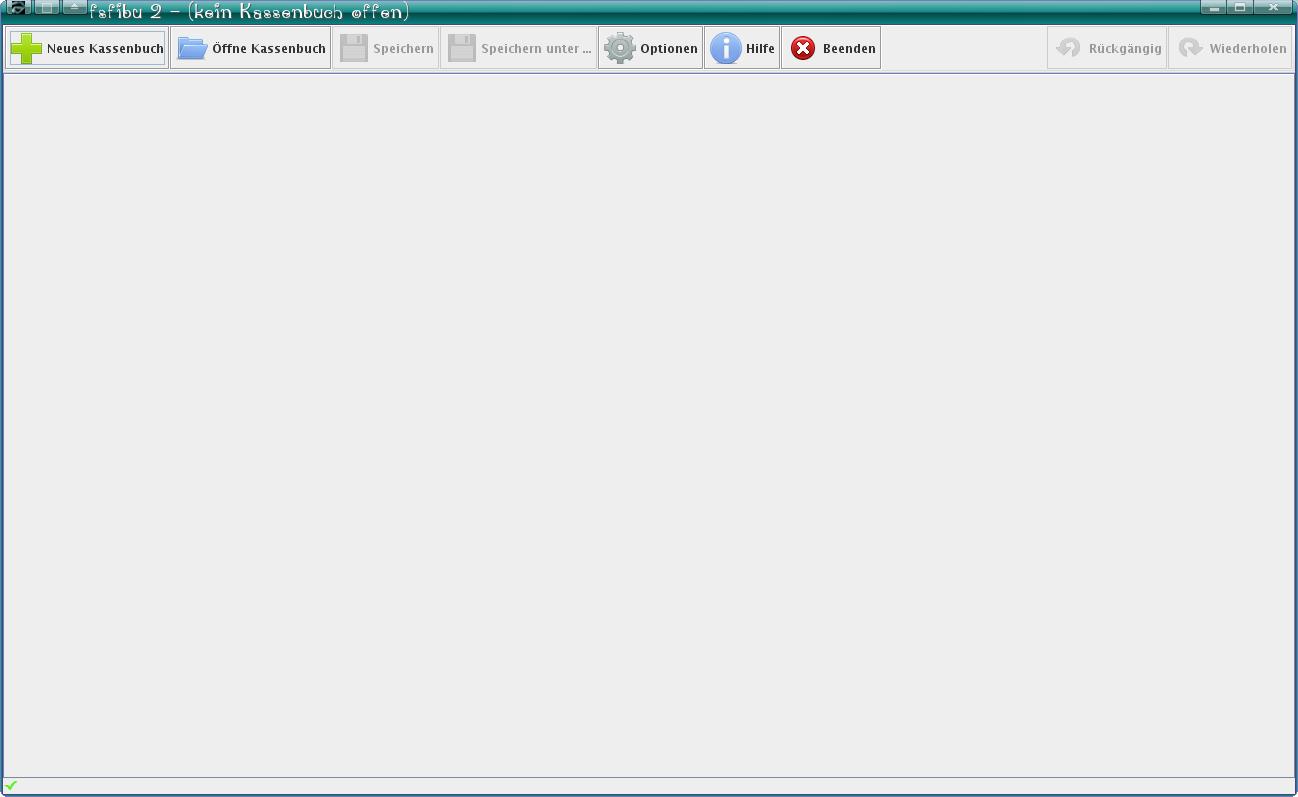 fsfibu 2 - (kein Kassenbuch offen)
Neues Kassenbuch Öffne Kassenbuch Speichern Speichern unter ... Optionen Hilfe Beenden Rückgängig Wiederholen